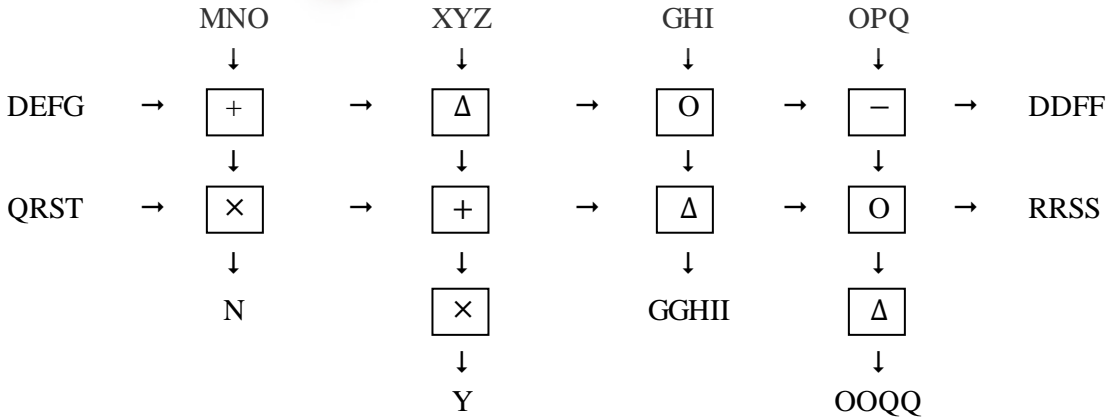 MNO XYZ GHI OPQ
↓ ↓ ↓ ↓
DEFG → + → Δ → O → − → DDFF
↓ ↓ ↓ ↓
QRST → × → + → Δ → O → RRSS
↓ ↓ ↓ ↓
N × GGHII Δ
↓ ↓
Y OOQQ